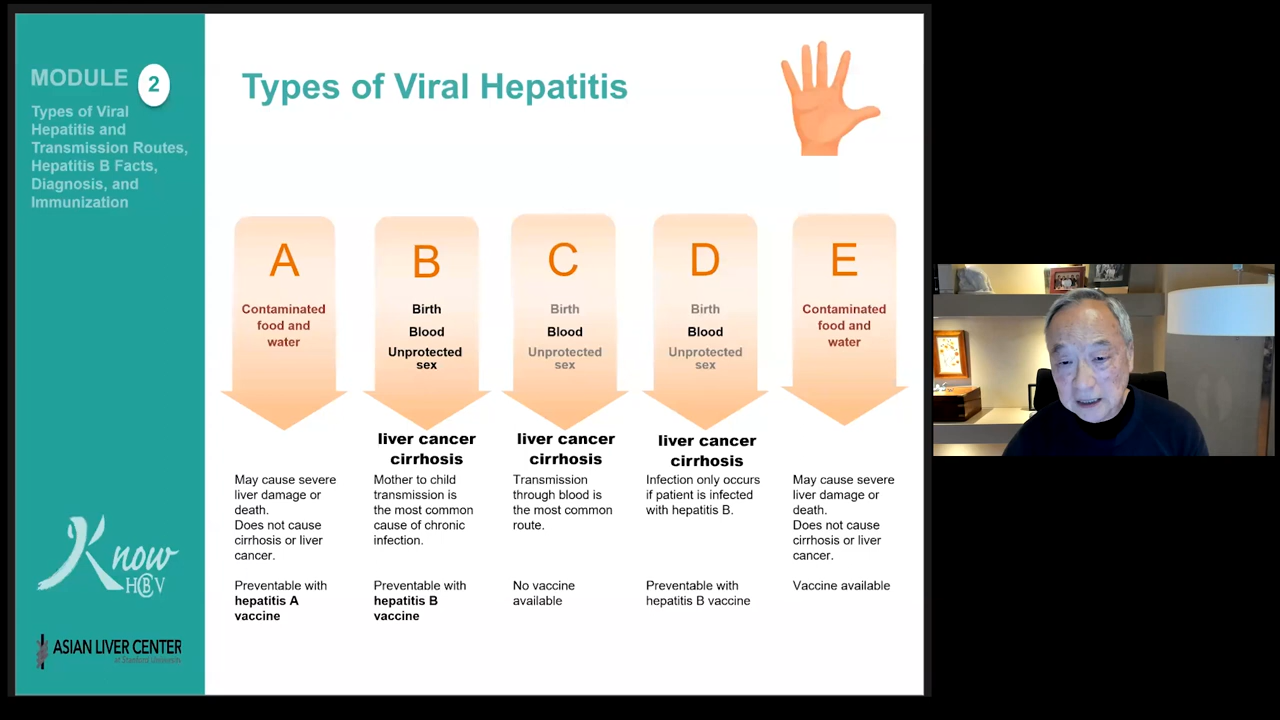 MODULE 2
Types of Viral
Hepatitis and
Transmission Routes,
Hepatitis B Facts,
Diagnosis, and
Immunization
Know
HBCV
ASIAN LIVER CENTER
at Stanford University
Types of Viral Hepatitis
A
Contaminated
food and
water
May cause severe
liver damage or
death.
Does not cause
cirrhosis or liver
cancer.
Preventable with
hepatitis A
vaccine
B
Birth
Blood
Unprotected
sex
liver cancer
cirrhosis
Mother to child
transmission is
the most common
cause of chronic
infection.
Preventable with
hepatitis B
vaccine
C
Birth
Blood
Unprotected
sex
liver cancer
cirrhosis
Transmission
through blood is
the most common
route.
No vaccine
available
D
Birth
Blood
Unprotected
sex
liver cancer
cirrhosis
Infection only occurs
if patient is infected
with hepatitis B.
Preventable with
hepatitis B vaccine
E
Contaminated
food and
water
May cause severe
liver damage or
death.
Does not cause
cirrhosis or liver
cancer.
Vaccine available